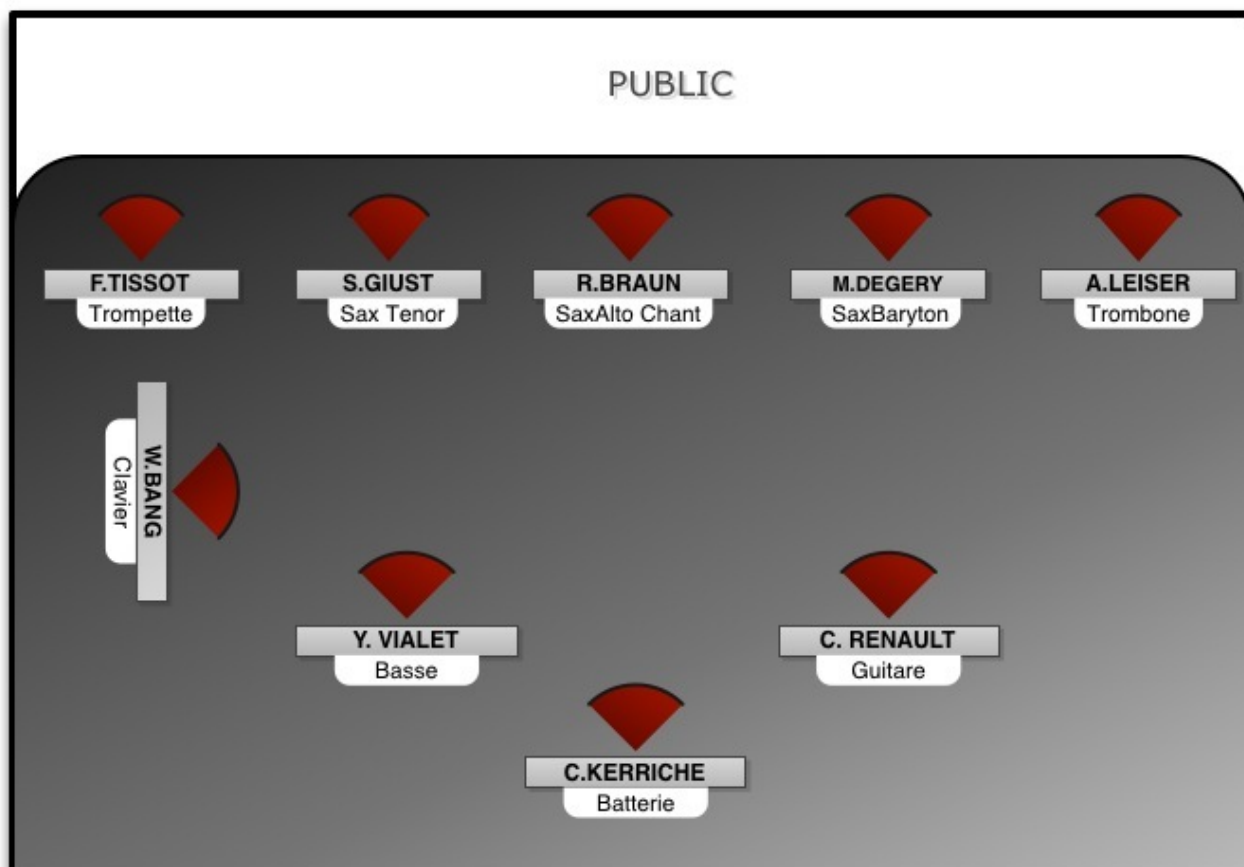 PUBLIC
F.TISSOT
Trompette
S.GIUST
Sax Tenor
R.BRAUN
SaxAlto Chant
M.DEGERY
SaxBaryton
A.LEISER
Trombone
W.BANG
Clavier
Y. VIALET
Basse
C. RENAULT
Guitare
C.KERRICHE
Batterie